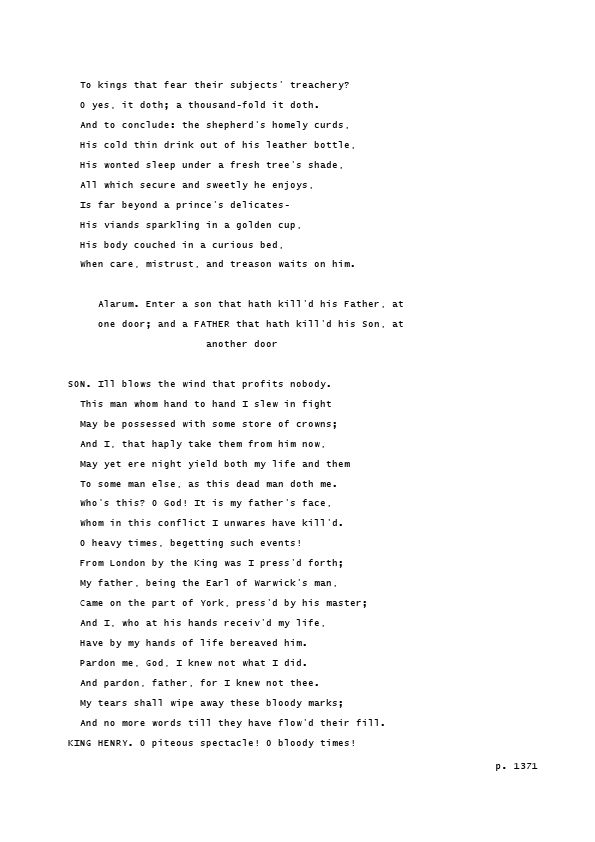 To kings that fear their subjects' treachery?
O yes, it doth; a thousand-fold it doth.
And to conclude: the shepherd's homely curds,
His cold thin drink out of his leather bottle,
His wonted sleep under a fresh tree's shade,
All which secure and sweetly he enjoys,
Is far beyond a prince's delicates-
His viands sparkling in a golden cup,
His body couched in a curious bed,
When care, mistrust, and treason waits on him.
Alarum. Enter a son that hath kill'd his Father, at
one door; and a FATHER that hath kill'd his Son, at
another door
SON. Ill blows the wind that profits nobody.
This man whom hand to hand I slew in fight
May be possessed with some store of crowns;
And I, that haply take them from him now,
May yet ere night yield both my life and them
To some man else, as this dead man doth me.
Who's this? O God! It is my father's face,
Whom in this conflict I unwares have kill'd.
O heavy times, begetting such events!
From London by the King was I press'd forth;
My father, being the Earl of Warwick's man,
Came on the part of York, press'd by his master;
And I, who at his hands receiv'd my life,
Have by my hands of life bereaved him.
Pardon me, God, I knew not what I did.
And pardon, father, for I knew not thee.
My tears shall wipe away these bloody marks;
And no more words till they have flow'd their fill.
KING HENRY. O piteous spectacle! O bloody times!
p. 1371